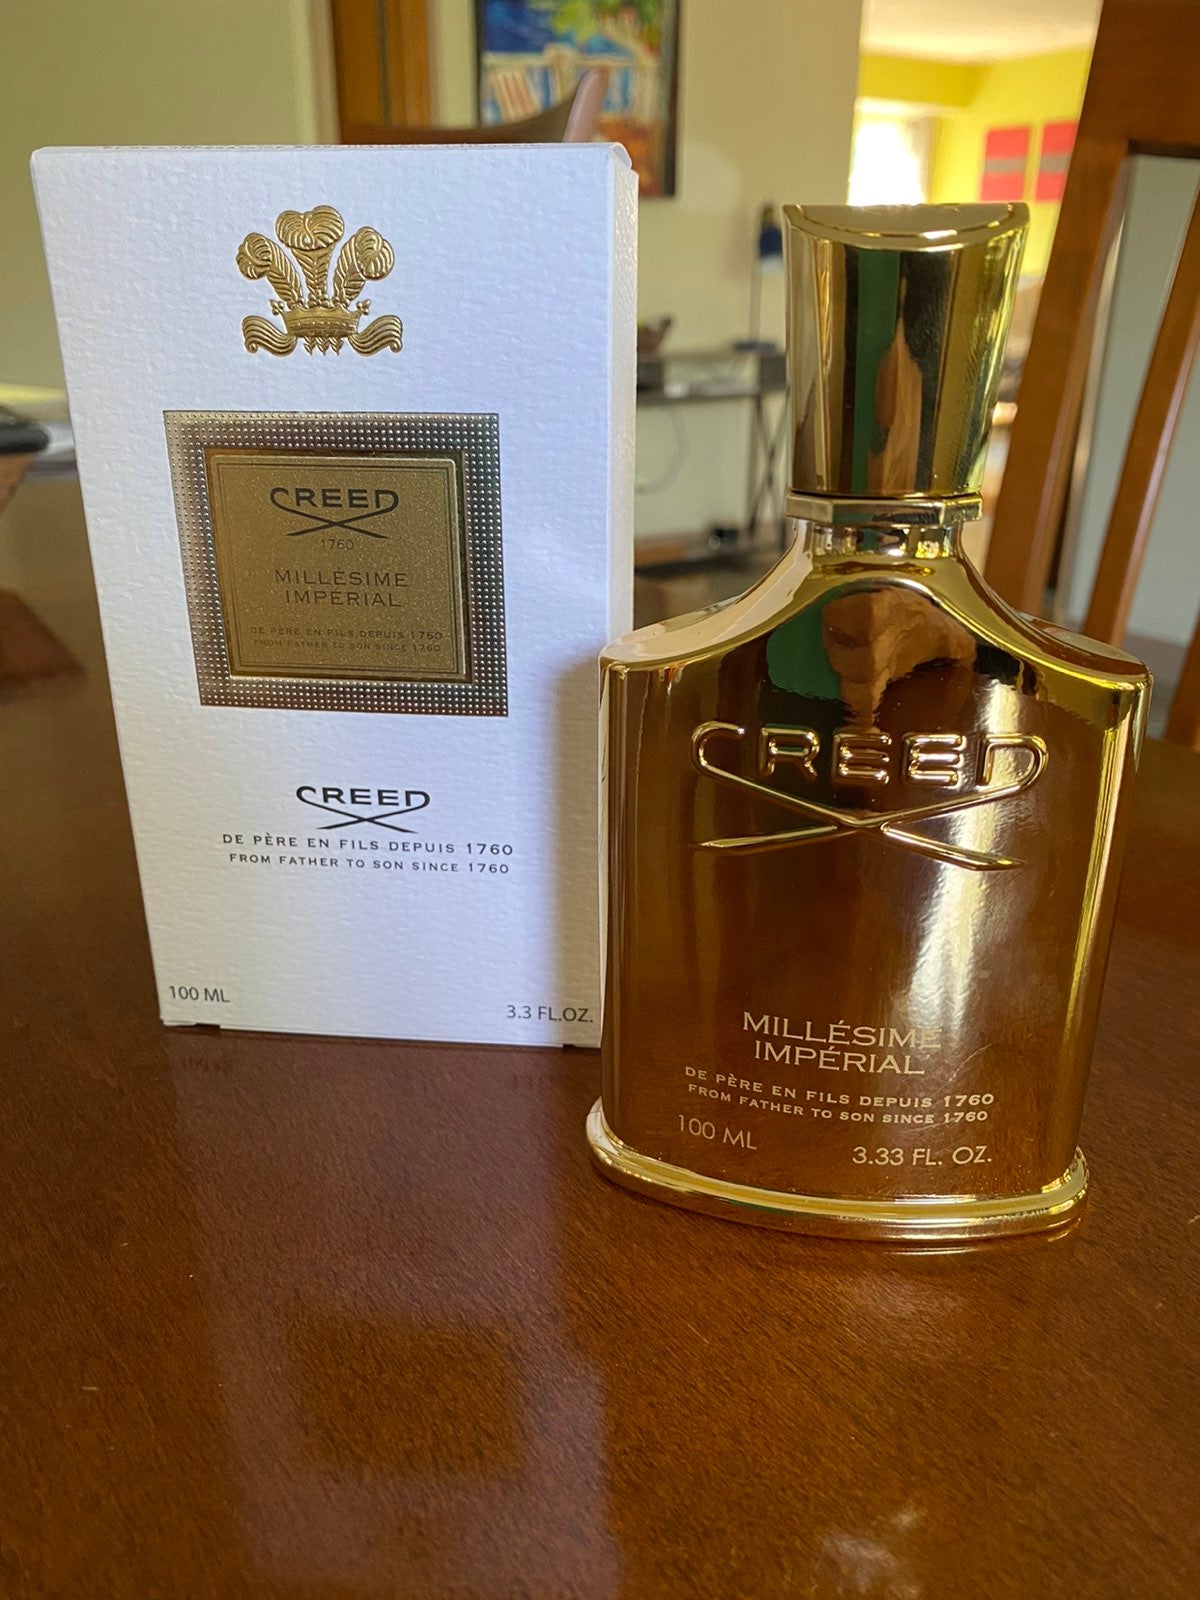 CREED
1760
MILLÉSIME
IMPÉRIAL
DE PÈRE EN FILS DEPUIS 1760
FROM FATHER TO SON SINCE 1760
CREED
DE PÈRE EN FILS DEPUIS 1760
FROM FATHER TO SON SINCE 1760
100 ML
3.3 FL.OZ.
CREED
MILLÉSIME
IMPÉRIAL
DE PÈRE EN FILS DEPUIS 1760
FROM FATHER TO SON SINCE 1760
100 ML
3.33 FL. OZ.